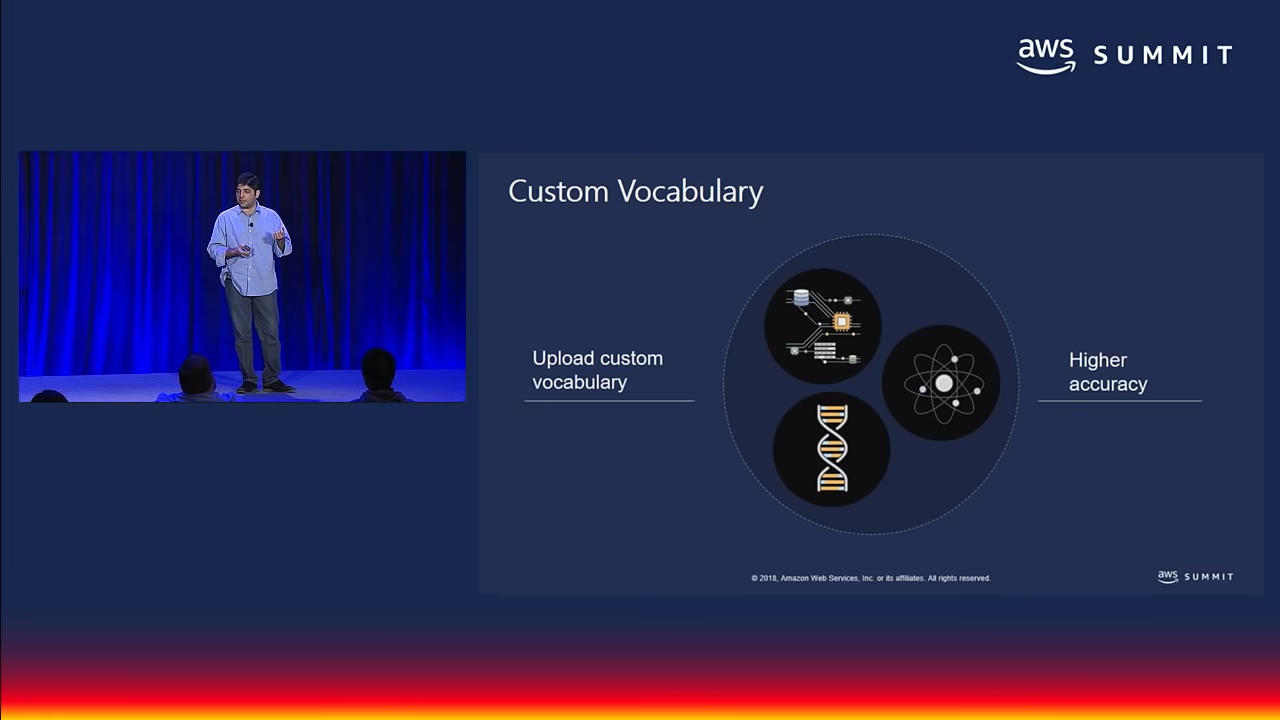 aws SUMMIT
Custom Vocabulary
Upload custom
vocabulary
Higher
accuracy
© 2018, Amazon Web Services, Inc. or its affiliates. All rights reserved.
aws SUMMIT